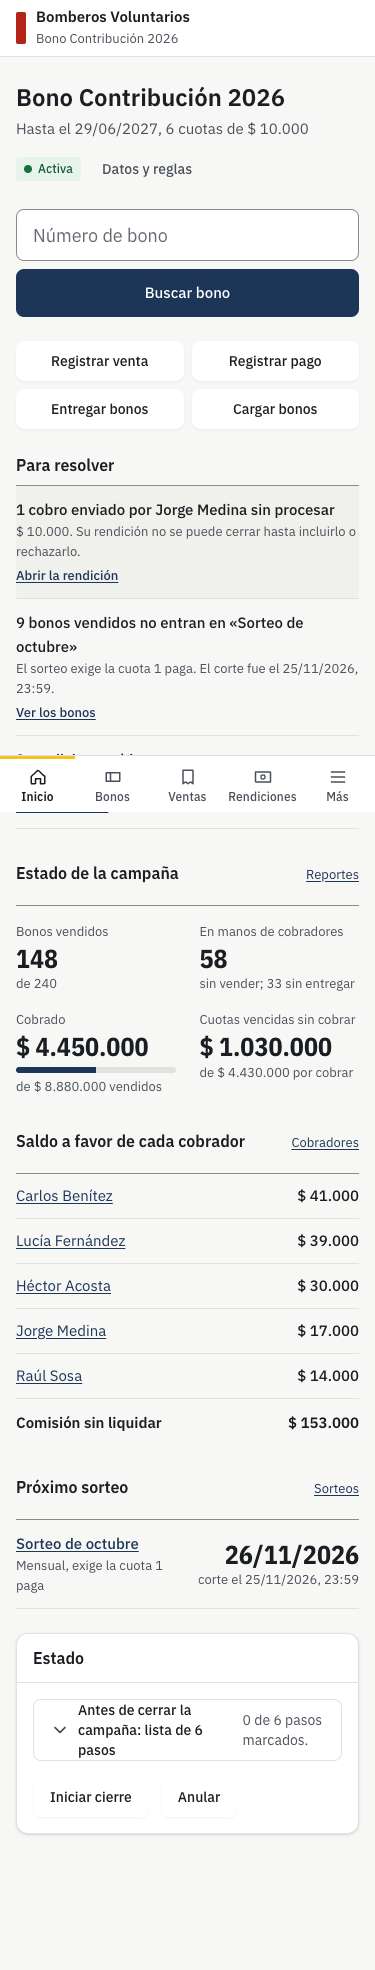 Bomberos Voluntarios
Bono Contribución 2026
Bono Contribución 2026
Hasta el 29/06/2027, 6 cuotas de $ 10.000
Activa
Datos y reglas
Número de bono
Buscar bono
Registrar venta
Registrar pago
Entregar bonos
Cargar bonos
Para resolver
1 cobro enviado por Jorge Medina sin procesar
$ 10.000. Su rendición no se puede cerrar hasta incluirlo o
rechazarlo.
Abrir la rendición
9 bonos vendidos no entran en «Sorteo de
octubre»
El sorteo exige la cuota 1 paga. El corte fue el 25/11/2026,
23:59.
Ver los bonos
Inicio
Bonos
Ventas
Rendiciones
Más
Estado de la campaña
Reportes
Bonos vendidos
En manos de cobradores
148
58
de 240
sin vender; 33 sin entregar
Cobrado
Cuotas vencidas sin cobrar
$ 4.450.000
$ 1.030.000
de $ 8.880.000 vendidos
de $ 4.430.000 por cobrar
Saldo a favor de cada cobrador
Cobradores
Carlos Benítez
$ 41.000
Lucía Fernández
$ 39.000
Héctor Acosta
$ 30.000
Jorge Medina
$ 17.000
Raúl Sosa
$ 14.000
Comisión sin liquidar
$ 153.000
Próximo sorteo
Sorteos
Sorteo de octubre
Mensual, exige la cuota 1
paga
26/11/2026
corte el 25/11/2026, 23:59
Estado
Antes de cerrar la
campaña: lista de 6
pasos
0 de 6 pasos
marcados.
Iniciar cierre
Anular